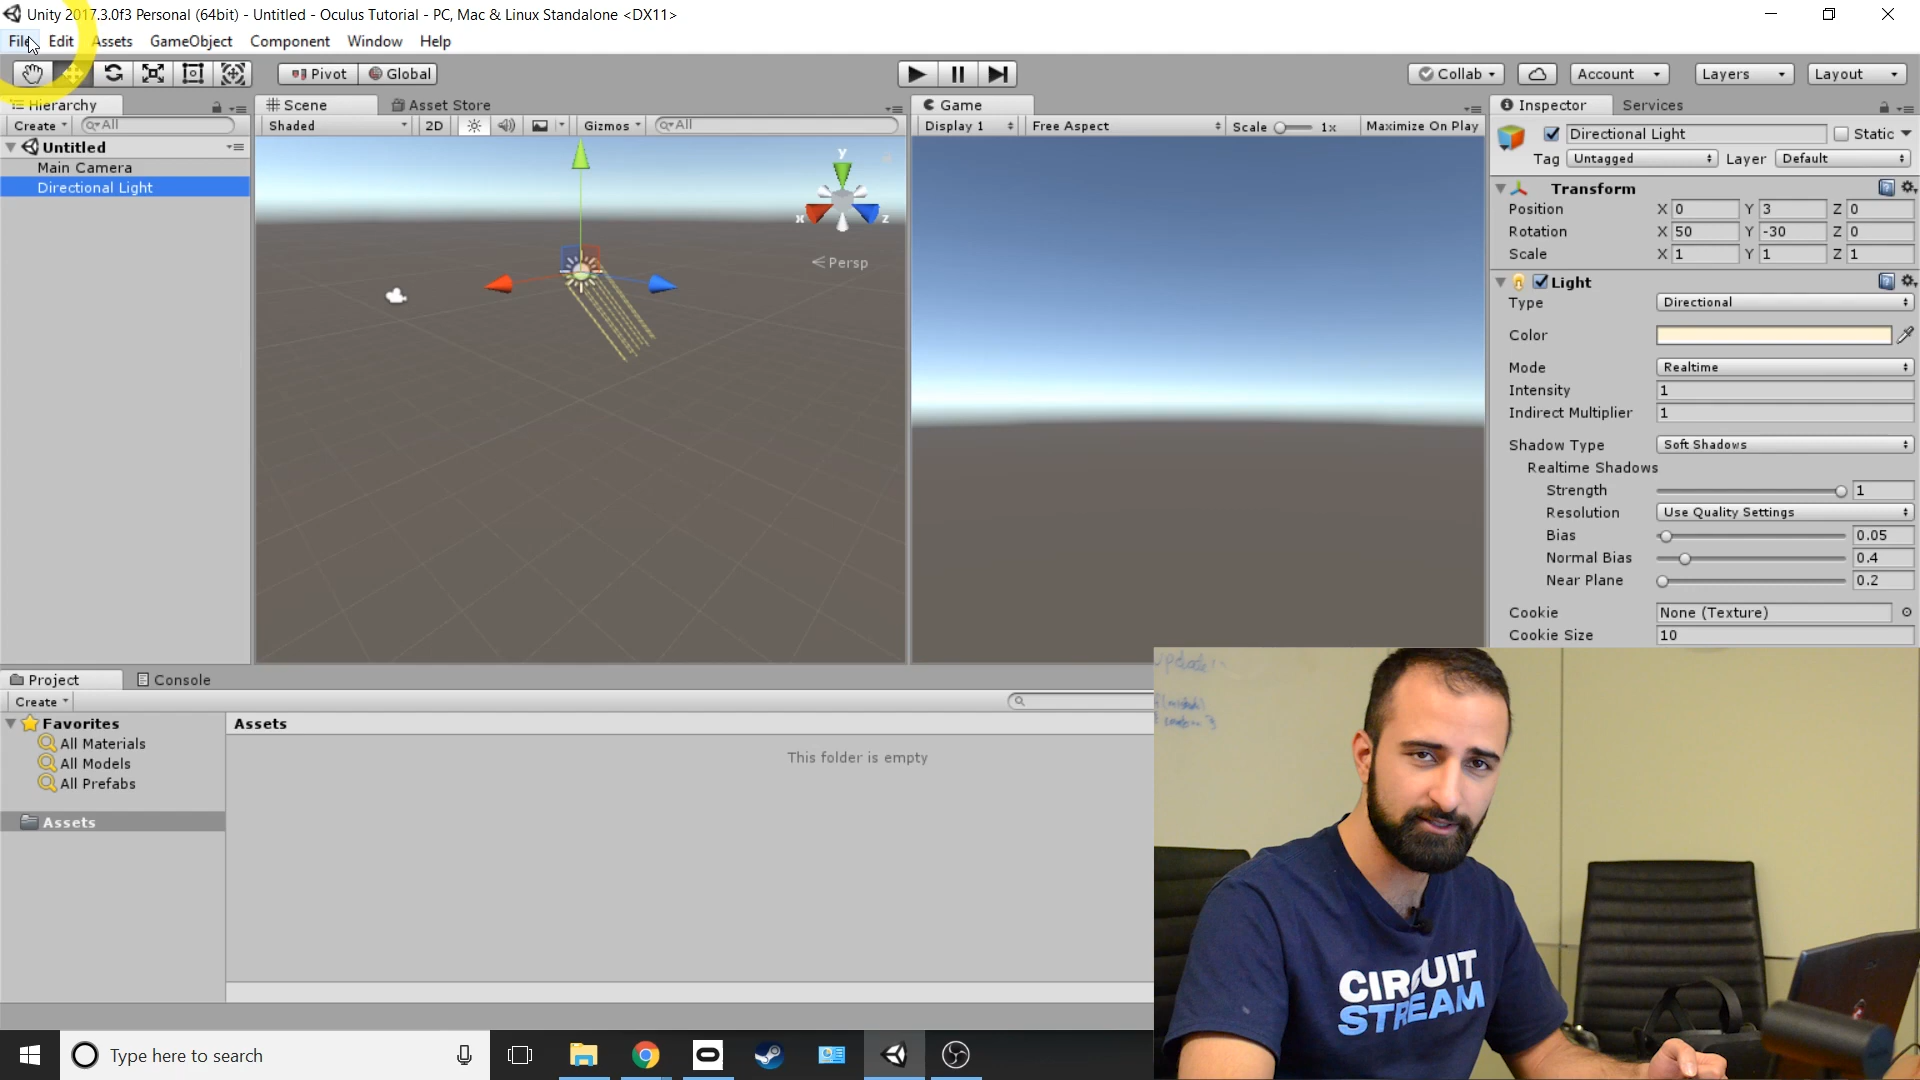 Unity 2017.3.0f3 Personal (64bit) - Untitled - Oculus Tutorial - PC, Mac & Linux Standalone <DX11>
File Edit Assets GameObject Component Window Help
Pivot Global Collab Account Layers Layout
Hierarchy
Create All
Untitled
Main Camera
Directional Light
Scene Asset Store
Shaded 2D Gizmos All
y x z
Persp
Game
Display 1 Free Aspect Scale 1x Maximize On Play
Inspector Services
Directional Light Static
Tag Untagged Layer Default
Transform
Position X 0 Y 3 Z 0
Rotation X 50 Y -30 Z 0
Scale X 1 Y 1 Z 1
Light
Type Directional
Color
Mode Realtime
Intensity 1
Indirect Multiplier 1
Shadow Type Soft Shadows
Realtime Shadows
Strength 1
Resolution Use Quality Settings
Bias 0.05
Normal Bias 0.4
Near Plane 0.2
Cookie None (Texture)
Cookie Size 10
Project Console
Create
Favorites
All Materials
All Models
All Prefabs
Assets
Assets
This folder is empty
CIRCUIT
STREAM
Type here to search